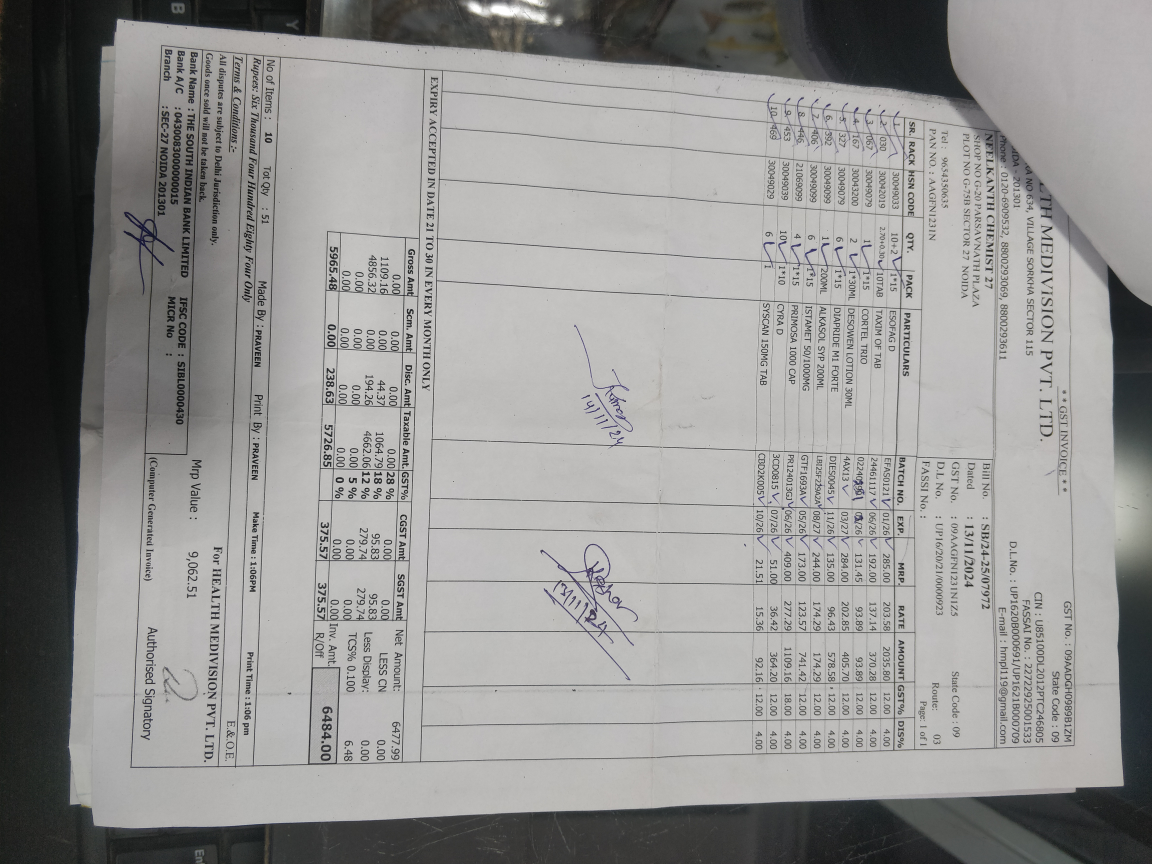 ** GST INVOICE **
GST No. : 09AADGH0989B1ZM
LTH MEDIVISION PVT. LTD.
State Code : 09
RA NO 634, VILLAGE SORKHA SECTOR 115
CIN : U85100DL2012PTC246805
IDA - 201301
FASSAI No. : 22722925001533
Phone : 0120-6909532, 8800293069, 8800293611
D.L.No. : UP1620B000691/UP1621B000709
E-mail : hmpl119@gmail.com
NEELKANTH CHEMIST 27
SHOP NO G-20 PARSAVNATH PLAZA
PLOT NO G-25B SECTOR 27 NOIDA
Tel : 9654350635
PAN NO. : AAGFN1231N
Bill No. : SB/24-25/07972
Dated : 13/11/2024
GST No. : 09AAGFN1231N1Z5 State Code : 09
D.L. No. : UP16/20/21/0000923 Route: 03
FASSI No. : Page: 1 of 1
SR. RACK HSN CODE QTY. PACK PARTICULARS BATCH NO. EXP. MRP. RATE AMOUNT GST% DIS%
30049033 10+2 1*15 ESOFAG D EFAS0121 01/26 285.00 203.58 2035.80 12.00 4.00
2. 030 30042019 2.70+0.30 10TAB TAXIM OF TAB 24461117 06/26 192.00 137.14 370.28 12.00 4.00
3. 067 30049079 1 1*15 CORTEL TRIO 131.45 93.89 93.89 12.00 4.00
4. 167 30043200 2 1*30ML DESOWEN LOTION 30ML 4AX13 03/27 284.00 202.85 405.70 12.00 4.00
5. 327 30049079 6 1*15 DIAPRIDE M1 FORTE DIES0045 11/26 135.00 96.43 578.58 12.00 4.00
6. 392 30049099 1 200ML ALKASOL SYP 200ML 08/27 244.00 174.29 174.29 12.00 4.00
7. 406 30049099 6 1*15 ISTAMET 50/1000MG GTF1693A 05/26 173.00 123.57 741.42 12.00 4.00
8. 436 21069099 4 1*15 PRIMOSA 1000 CAP PR124013G 06/26 409.00 277.29 1109.16 18.00 4.00
9. 453 30049039 10 1*10 CYRA D 3CD0815 07/26 51.00 36.42 364.20 12.00 4.00
10. 469 30049029 6 1 SYSCAN 150MG TAB CBD2K005 10/26 21.51 15.36 92.16 12.00 4.00
14/11/24
13/11/24
EXPIRY ACCEPTED IN DATE 21 TO 30 IN EVERY MONTH ONLY
Gross Amt Scm. Amt Disc. Amt Taxable Amt. GST% CGST Amt SGST Amt Net Amount: 6477.99
0.00 0.00 0.00 0.00 28 % 0.00 0.00 LESS CN 0.00
1109.16 0.00 44.37 1064.79 18 % 95.83 95.83 Less Display: 0.00
4856.32 0.00 194.26 4662.06 12 % 279.74 279.74 TCS% 0.100 6.48
0.00 0.00 0.00 0.00 5 % 0.00 0.00
0.00 0.00 0.00 0.00 0 % 0.00 0.00 Inv. Amt.
5965.48 0.00 238.63 5726.85 375.57 375.57 R/Off 6484.00
No of Items : 10 Tot Qty : 51 Made By : PRAVEEN Print By : PRAVEEN Make Time : 1:06PM Print Time : 1:06 pm
Rupees: Six Thousand Four Hundred Eighty Four Only
Terms & Conditions :- E.& O.E.
All disputes are subject to Delhi Jurisdiction only.
Goods once sold will not be taken back.
Mrp Value : 9,062.51
For HEALTH MEDIVISION PVT. LTD.
Bank Name : THE SOUTH INDIAN BANK LIMITED IFSC CODE : SIBL0000430
Bank A/C : 0430083000000015 MICR No :
Branch : SEC-27 NOIDA 201301
(Computer Generated Invoice)
Authorised Signatory